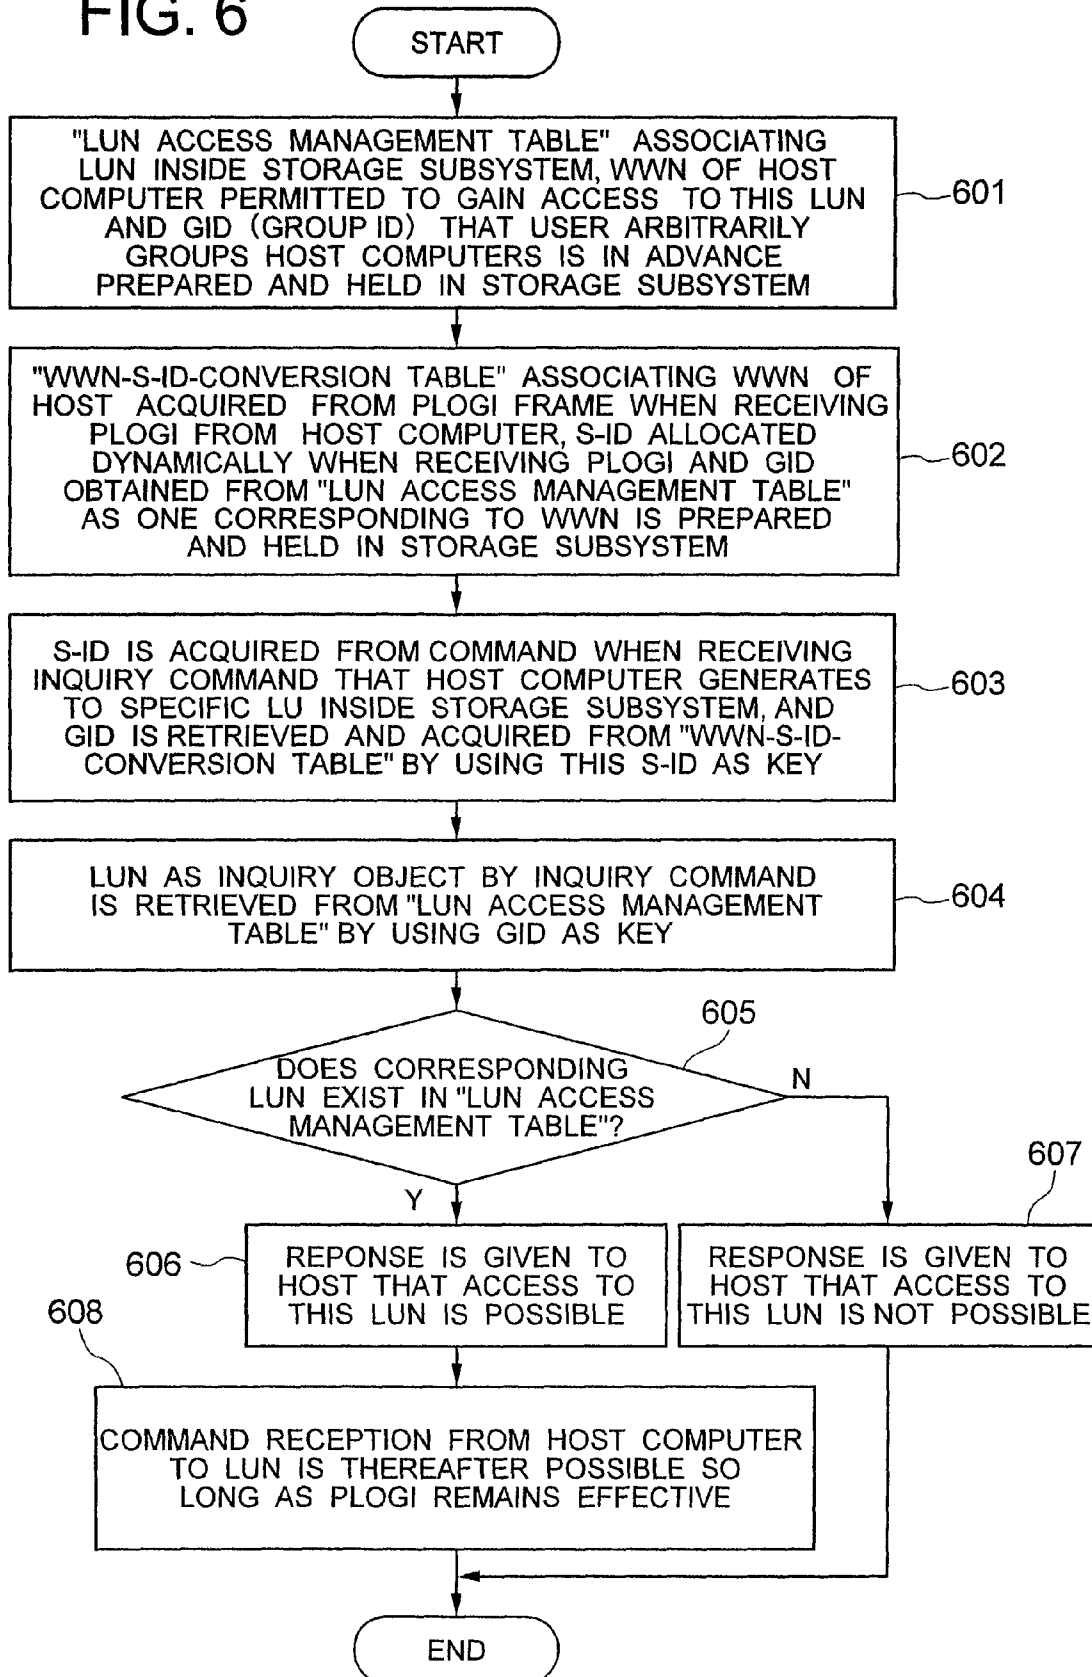 FIG. 6
START
"LUN ACCESS MANAGEMENT TABLE" ASSOCIATING
LUN INSIDE STORAGE SUBSYSTEM, WWN OF HOST
COMPUTER PERMITTED TO GAIN ACCESS TO THIS LUN
AND GID (GROUP ID) THAT USER ARBITRARILY
GROUPS HOST COMPUTERS IS IN ADVANCE
PREPARED AND HELD IN STORAGE SUBSYSTEM
601
"WWN-S-ID-CONVERSION TABLE" ASSOCIATING WWN OF
HOST ACQUIRED FROM PLOGI FRAME WHEN RECEIVING
PLOGI FROM HOST COMPUTER, S-ID ALLOCATED
DYNAMICALLY WHEN RECEIVING PLOGI AND GID
OBTAINED FROM "LUN ACCESS MANAGEMENT TABLE"
AS ONE CORRESPONDING TO WWN IS PREPARED
AND HELD IN STORAGE SUBSYSTEM
602
S-ID IS ACQUIRED FROM COMMAND WHEN RECEIVING
INQUIRY COMMAND THAT HOST COMPUTER GENERATES
TO SPECIFIC LU INSIDE STORAGE SUBSYSTEM, AND
GID IS RETRIEVED AND ACQUIRED FROM "WWN-S-ID-
CONVERSION TABLE" BY USING THIS S-ID AS KEY
603
LUN AS INQUIRY OBJECT BY INQUIRY COMMAND
IS RETRIEVED FROM "LUN ACCESS MANAGEMENT
TABLE" BY USING GID AS KEY
604
605
DOES CORRESPONDING
LUN EXIST IN "LUN ACCESS
MANAGEMENT TABLE"?
N
Y
607
606
REPONSE IS GIVEN TO
HOST THAT ACCESS TO
THIS LUN IS POSSIBLE
RESPONSE IS GIVEN TO
HOST THAT ACCESS TO
THIS LUN IS NOT POSSIBLE
608
COMMAND RECEPTION FROM HOST COMPUTER
TO LUN IS THEREAFTER POSSIBLE SO
LONG AS PLOGI REMAINS EFFECTIVE
END